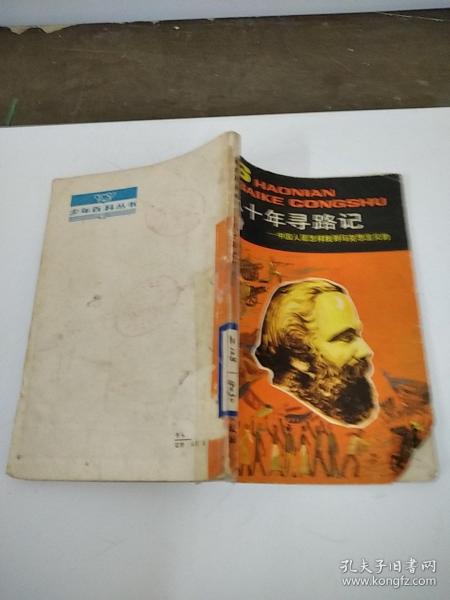 少年百科丛书
SHAONIAN
BAIKE CONGSHU
十年寻路记
——中国人是怎样找到马克思主义的
孔夫子旧书网
www.kongfz.com